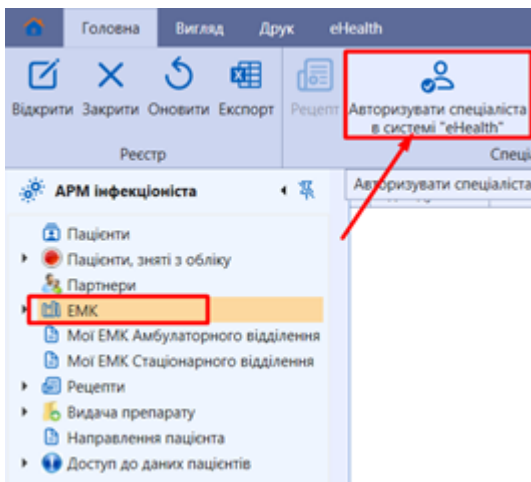 Головна Вигляд Друк eHealth
Відкрити Закрити Оновити Експорт Рецепт Авторизувати спеціаліста
в системі "eHealth"
Реєстр Спеці
АРМ інфекціоніста Авторизувати спеціаліста
Пацієнти
Пацієнти, зняті з обліку
Партнери
ЕМК
Мої ЕМК Амбулаторного відділення
Мої ЕМК Стаціонарного відділення
Рецепти
Видача препарату
Направлення пацієнта
Доступ до даних пацієнтів